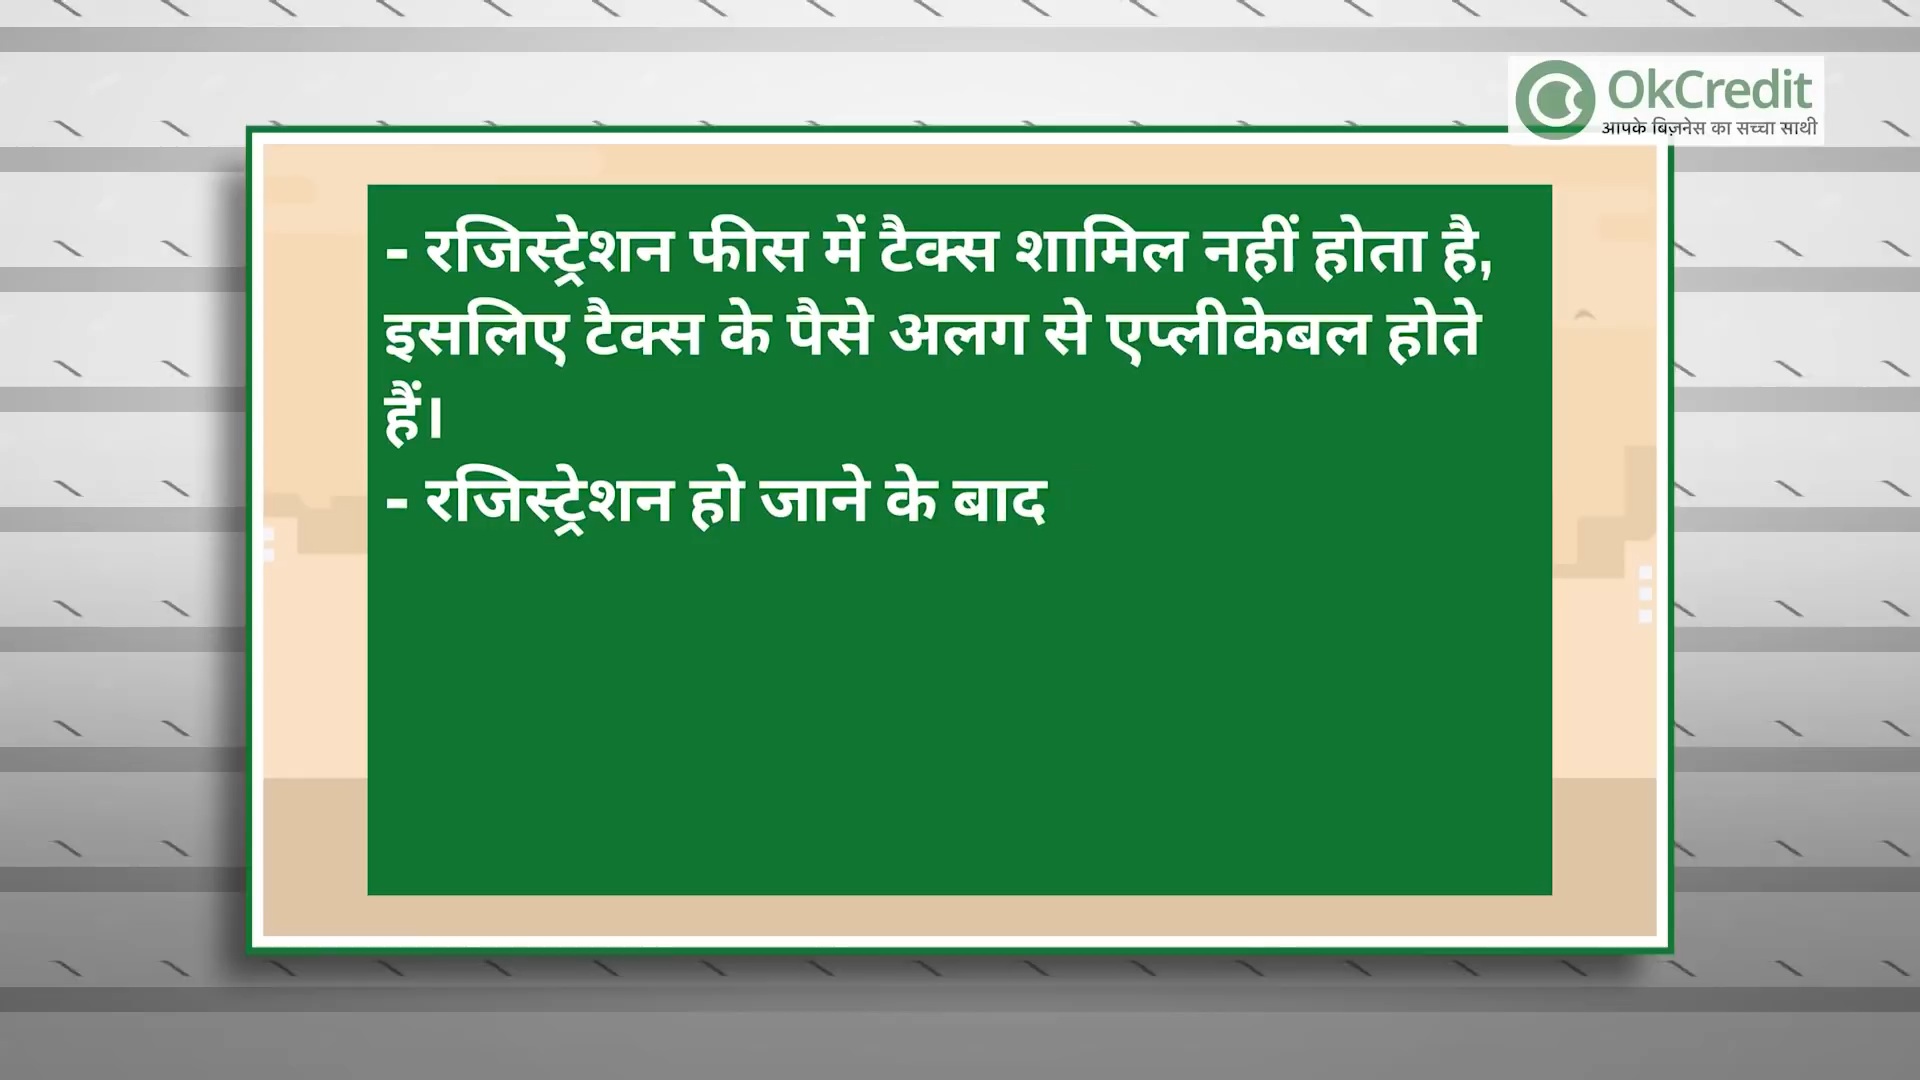 OkCredit
आपके बिज़नेस का सच्चा साथी
- रजिस्ट्रेशन फीस में टैक्स शामिल नहीं होता है,
इसलिए टैक्स के पैसे अलग से एप्लीकेबल होते
हैं।
- रजिस्ट्रेशन हो जाने के बाद